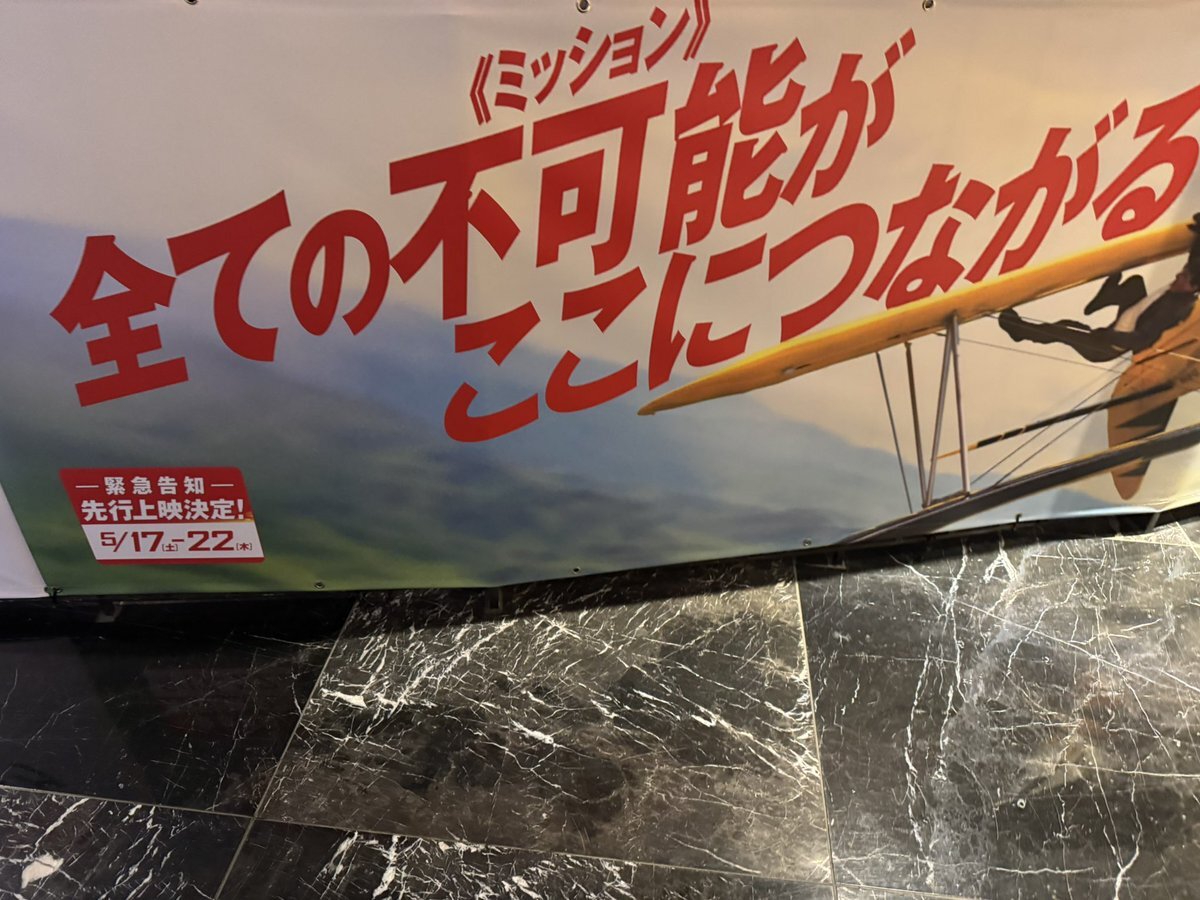 《ミッション》
全ての不可能が
ここにつながる
―緊急告知―
先行上映決定!
5/17[土]-22[木]